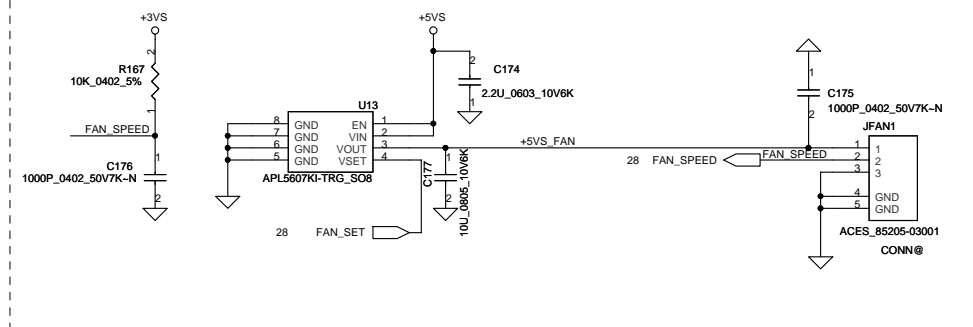 +3VS
2
R167
10K_0402_5%
1
FAN_SPEED
C176
1
1000P_0402_50V7K~N
2
+5VS
2
C174
2.2U_0603_10V6K
1
U13
8 GND EN 1
7 GND VIN 2
6 GND VOUT 3
5 GND VSET 4
APL5607KI-TRG_SO8
+5VS_FAN
1
C177
10U_0805_10V6K
2
28 FAN_SET
1
C175
1000P_0402_50V7K~N
2
JFAN1
28 FAN_SPEED
FAN_SPEED
1 1
2 2
3 3
4 GND
5 GND
ACES_85205-03001
CONN@